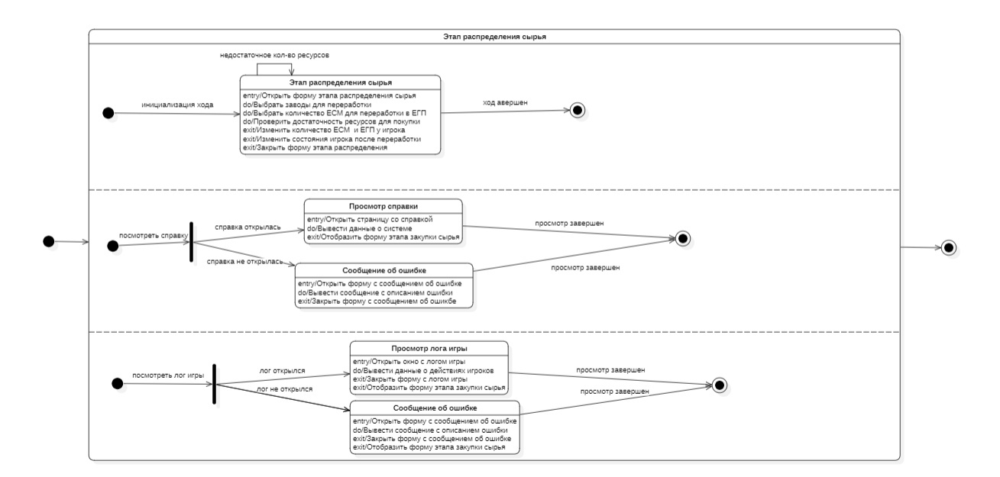 Этап распределения сырья
недостаточное кол-во ресурсов
Этап распределения сырья
инициализация хода
entry/Открыть форму этапа распределения сырья
do/Выбрать заводы для переработки
do/Выбрать количество ЕСМ для переработки в ЕГП
do/Проверить достаточность ресурсов для покупки
exit/Изменить количество ЕСМ и ЕГП у игрока
exit/Изменить состояния игрока после переработки
exit/Закрыть форму этапа распределения
ход авершен
посмотреть справку
справка открылась
справка не открылась
Просмотр справки
entry/Открыть страницу со справкой
do/Вывести данные о системе
exit/Отобразить форму этапа закупки сырья
просмотр завершен
Сообщение об ошибке
entry/Открыть форму с сообщением об ошибке
do/Вывести сообщение с описанием ошибки
exit/Закрыть форму с сообщением об ошикбе
просмотр завершен
посмотреть лог игры
лог открылся
лог не открылся
Просмотр лога игры
entry/Открыть окно с логом игры
do/Вывести данные о действиях игроков
exit/Закрыть форму с логом игры
exit/Отобразить форму этапа закупки сырья
просмотр завершен
просмотр завершен
Сообщение об ошибке
entry/Открыть форму с сообщением об ошибке
do/Вывести сообщение с описанием ошибки
exit/Закрыть форму с сообщением об ошибке
exit/Отобразить форму этапа закупки сырья